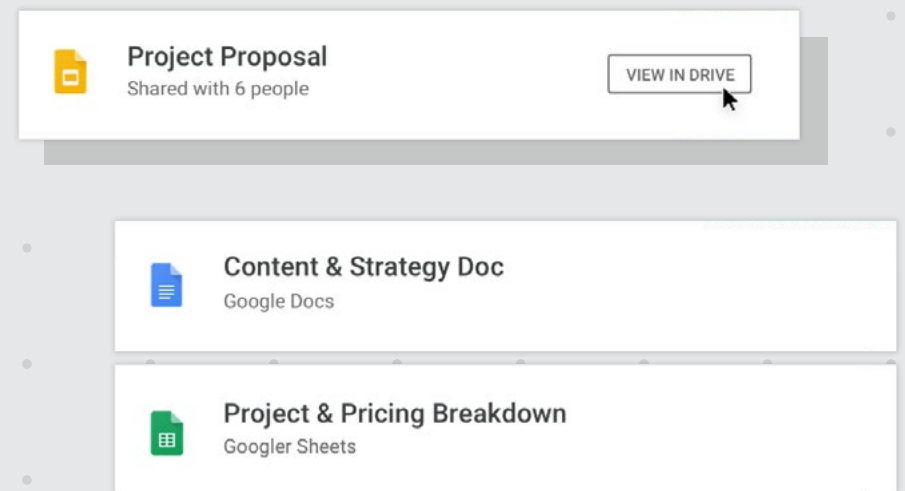 Project Proposal
Shared with 6 people
VIEW IN DRIVE
Content & Strategy Doc
Google Docs
Project & Pricing Breakdown
Googler Sheets